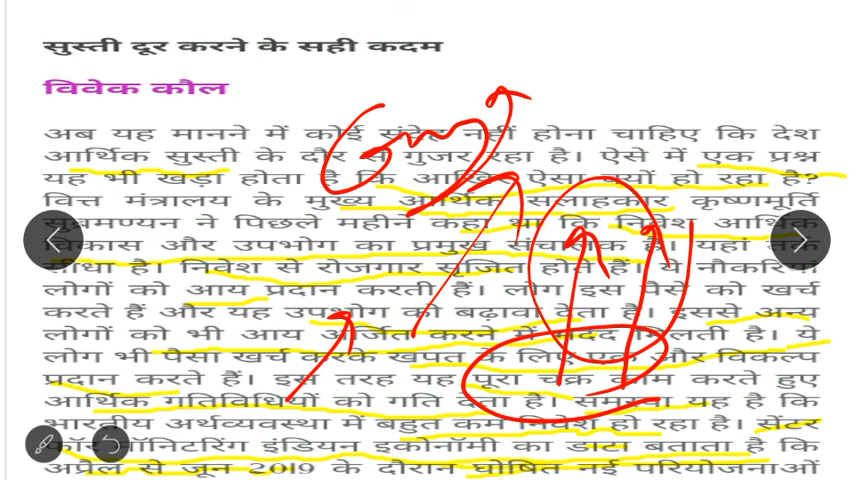 सुस्ती दूर करने के सही कदम
विवेक कौल
अब यह मानने में कोई संदेह नहीं होना चाहिए कि देश
आर्थिक सुस्ती के दौर से गुजर रहा है। ऐसे में एक प्रश्न
यह भी खड़ा होता है कि आखिर ऐसा क्यों हो रहा है?
वित्त मंत्रालय के मुख्य आर्थिक सलाहकार कृष्णमूर्ति
सुब्रमण्यन ने पिछले महीने कहा था कि निवेश आर्थिक
विकास और उपभोग का प्रमुख संचालक है। यहां तर्क
सीधा है। निवेश से रोजगार सृजित होते हैं। ये नौकरियां
लोगों को आय प्रदान करती हैं। लोग इस पैसे को खर्च
करते हैं और यह उपभोग को बढ़ावा देता है। इससे अन्य
लोगों को भी आय अर्जित करने में मदद मिलती है। ये
लोग भी पैसा खर्च करके खपत के लिए एक और विकल्प
प्रदान करते हैं। इस तरह यह पूरा चक्र काम करते हुए
आर्थिक गतिविधियों को गति देता है। समस्या यह है कि
भारतीय अर्थव्यवस्था में बहुत कम निवेश हो रहा है। सेंटर
फॉर मॉनिटरिंग इंडियन इकोनॉमी का डाटा बताता है कि
अप्रैल से जून 2019 के दौरान घोषित नई परियोजनाओं